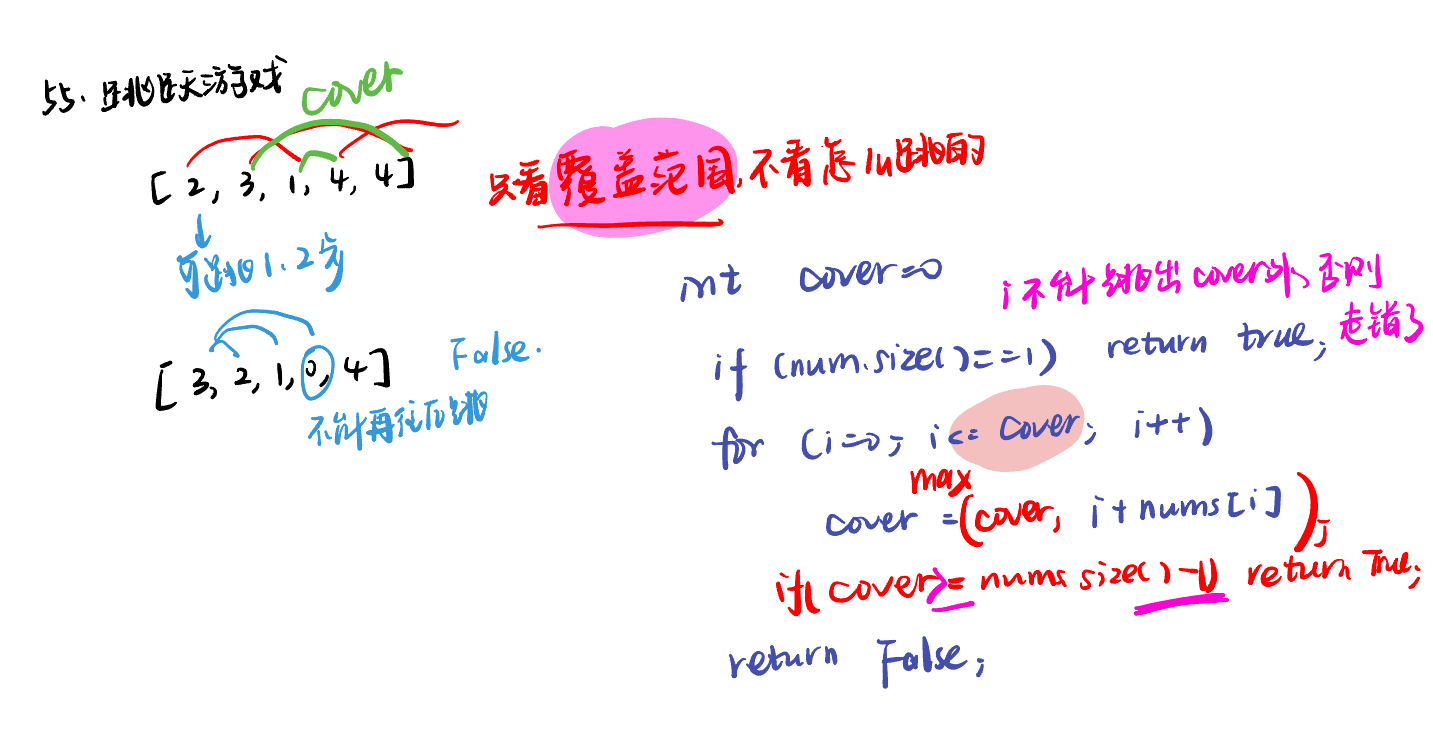 55. 跳跃游戏
cover
[2, 3, 1, 4, 4]
可跳1、2步
只看覆盖范围,不看怎么跳的
[3, 2, 1, 0, 4]
False.
不能再往后跳
int cover=0
i不能跳出cover外、否则
走错了
if (num.size()==1) return true;
for (i=0; i<=cover; i++)
cover = max(cover, i+nums[i]);
if( cover>= nums size()-1) return True;
return False;